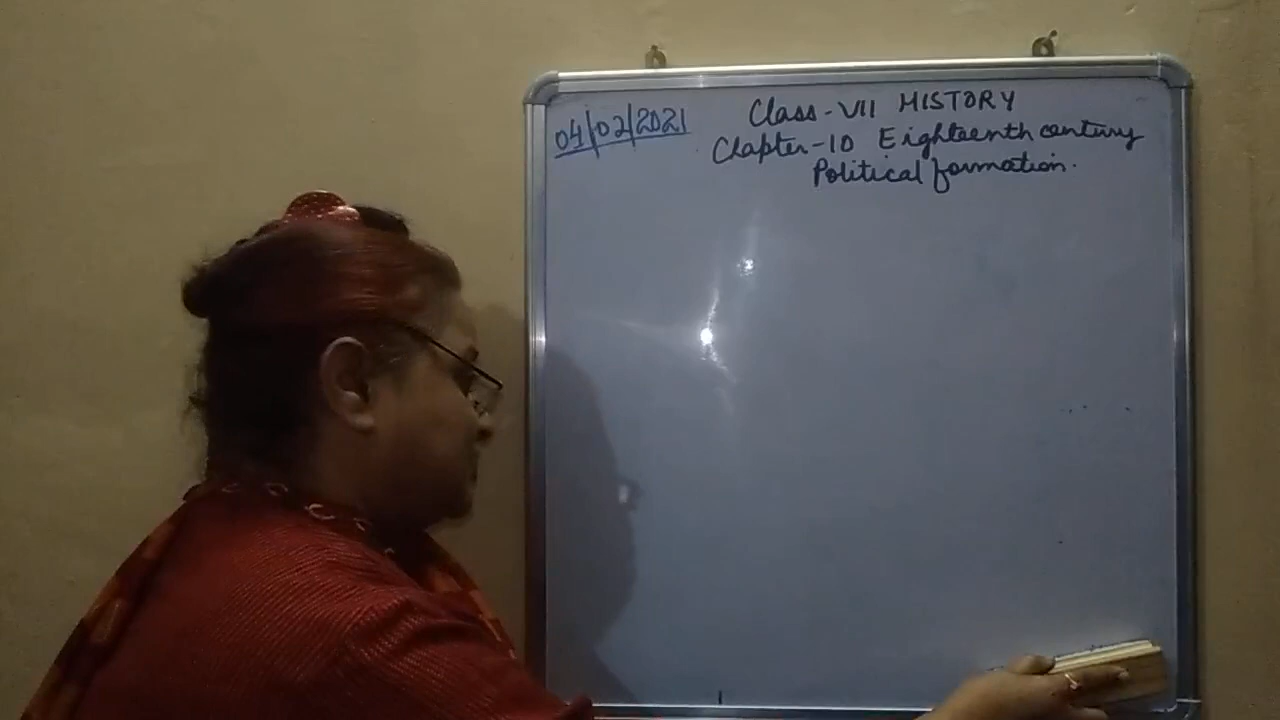 04/02/2021
Class-VII HISTORY
Chapter-10 Eighteenth century
Political formation.